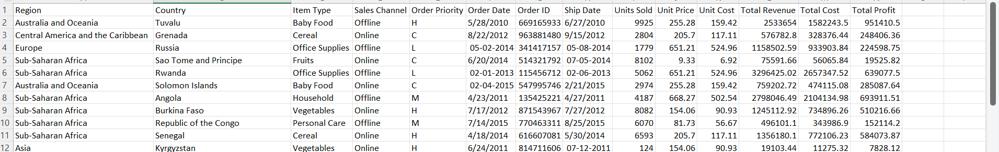 1 Region Country Item Type Sales Channel Order Priority Order Date Order ID Ship Date Units Sold Unit Price Unit Cost Total Revenue Total Cost Total Profit
2 Australia and Oceania Tuvalu Baby Food Offline H 5/28/2010 669165933 6/27/2010 9925 255.28 159.42 2533654 1582243.5 951410.5
3 Central America and the Caribbean Grenada Cereal Online C 8/22/2012 963881480 9/15/2012 2804 205.7 117.11 576782.8 328376.44 248406.36
4 Europe Russia Office Supplies Offline L 05-02-2014 341417157 05-08-2014 1779 651.21 524.96 1158502.59 933903.84 224598.75
5 Sub-Saharan Africa Sao Tome and Principe Fruits Online C 6/20/2014 514321792 07-05-2014 8102 9.33 6.92 75591.66 56065.84 19525.82
6 Sub-Saharan Africa Rwanda Office Supplies Offline L 02-01-2013 115456712 02-06-2013 5062 651.21 524.96 3296425.02 2657347.52 639077.5
7 Australia and Oceania Solomon Islands Baby Food Online C 02-04-2015 547995746 2/21/2015 2974 255.28 159.42 759202.72 474115.08 285087.64
8 Sub-Saharan Africa Angola Household Offline M 4/23/2011 135425221 4/27/2011 4187 668.27 502.54 2798046.49 2104134.98 693911.51
9 Sub-Saharan Africa Burkina Faso Vegetables Online H 7/17/2012 871543967 7/27/2012 8082 154.06 90.93 1245112.92 734896.26 510216.66
10 Sub-Saharan Africa Republic of the Congo Personal Care Offline M 7/14/2015 770463311 8/25/2015 6070 81.73 56.67 496101.1 343986.9 152114.2
11 Sub-Saharan Africa Senegal Cereal Online H 4/18/2014 616607081 5/30/2014 6593 205.7 117.11 1356180.1 772106.23 584073.87
12 Asia Kyrgyzstan Vegetables Online H 6/24/2011 814711606 07-12-2011 124 154.06 90.93 19103.44 11275.32 7828.12